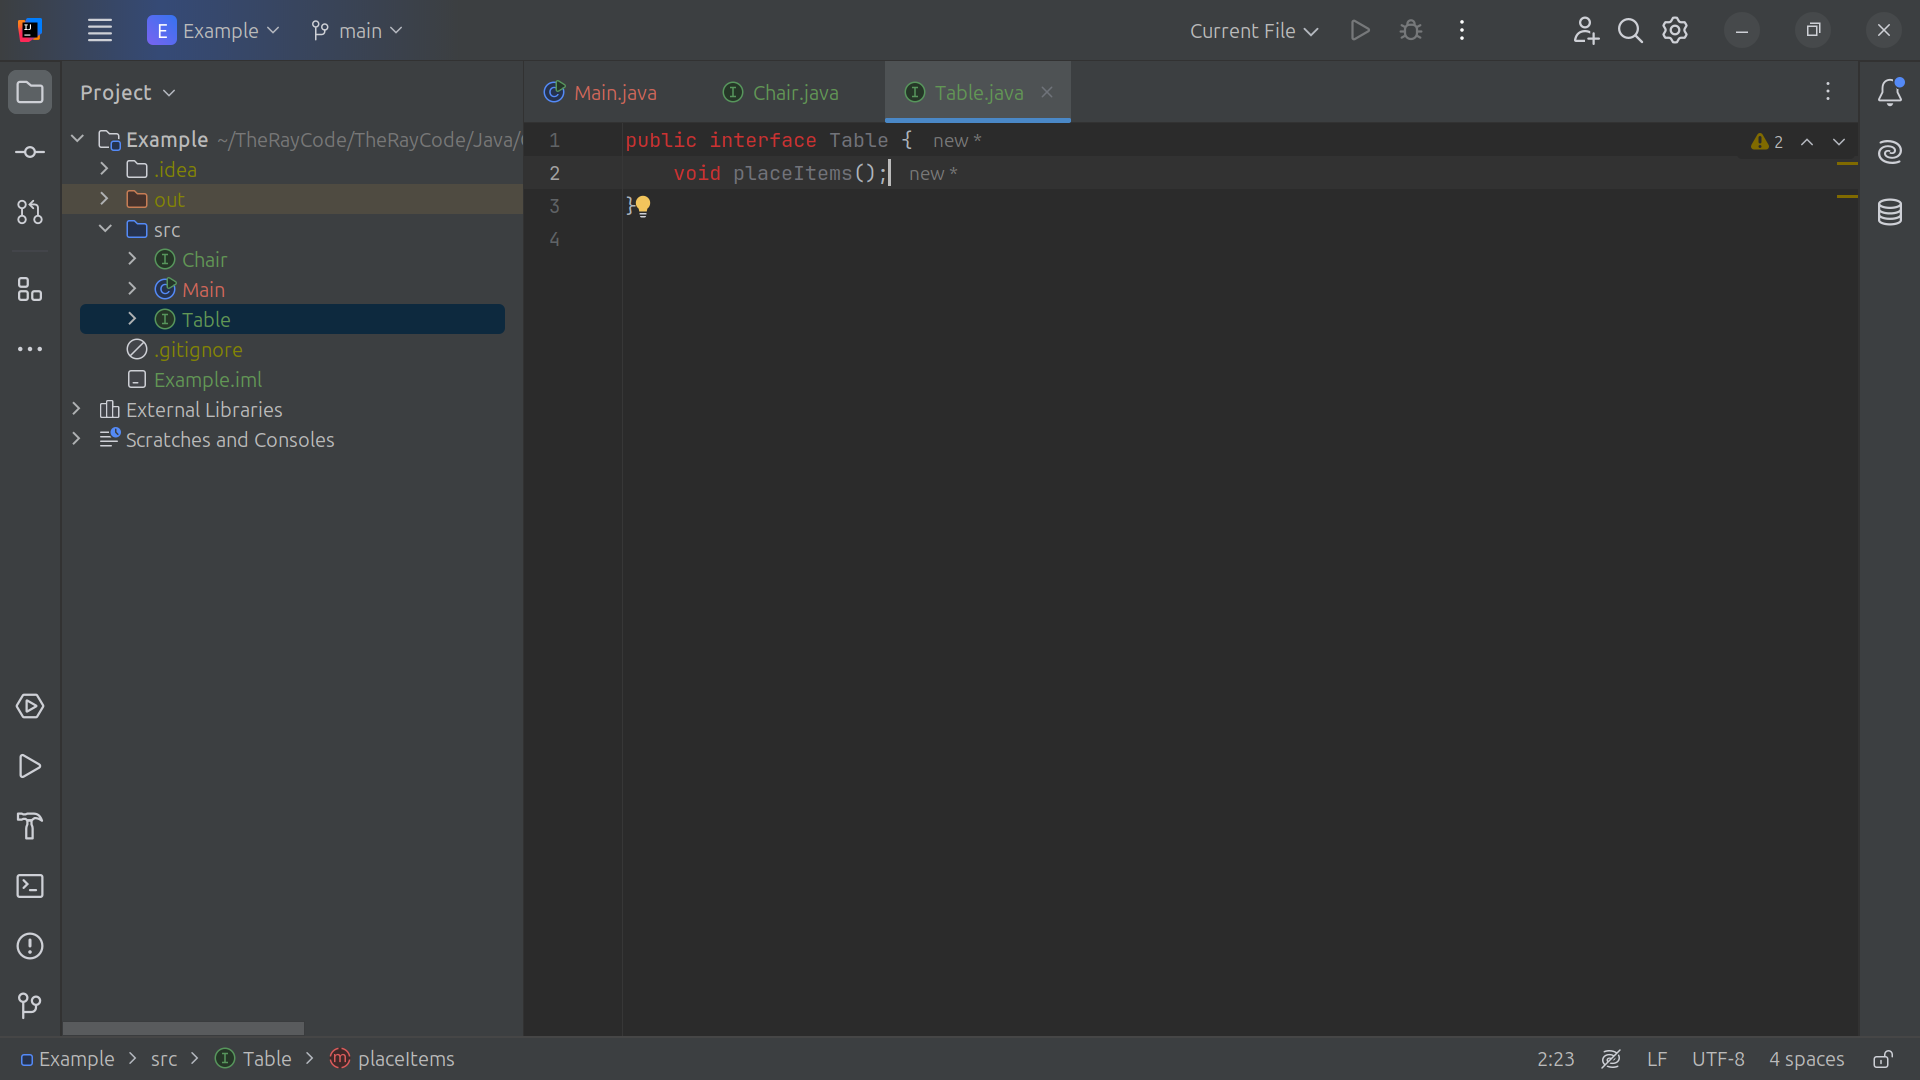 E Example main Current File
Project
Main.java Chair.java Table.java
Example ~/TheRayCode/TheRayCode/Java/
.idea
out
src
Chair
Main
Table
.gitignore
Example.iml
External Libraries
Scratches and Consoles
1 public interface Table { new *
2 void placeItems(); new *
3 }
4
2
Example > src > Table > placeItems
2:23 LF UTF-8 4 spaces